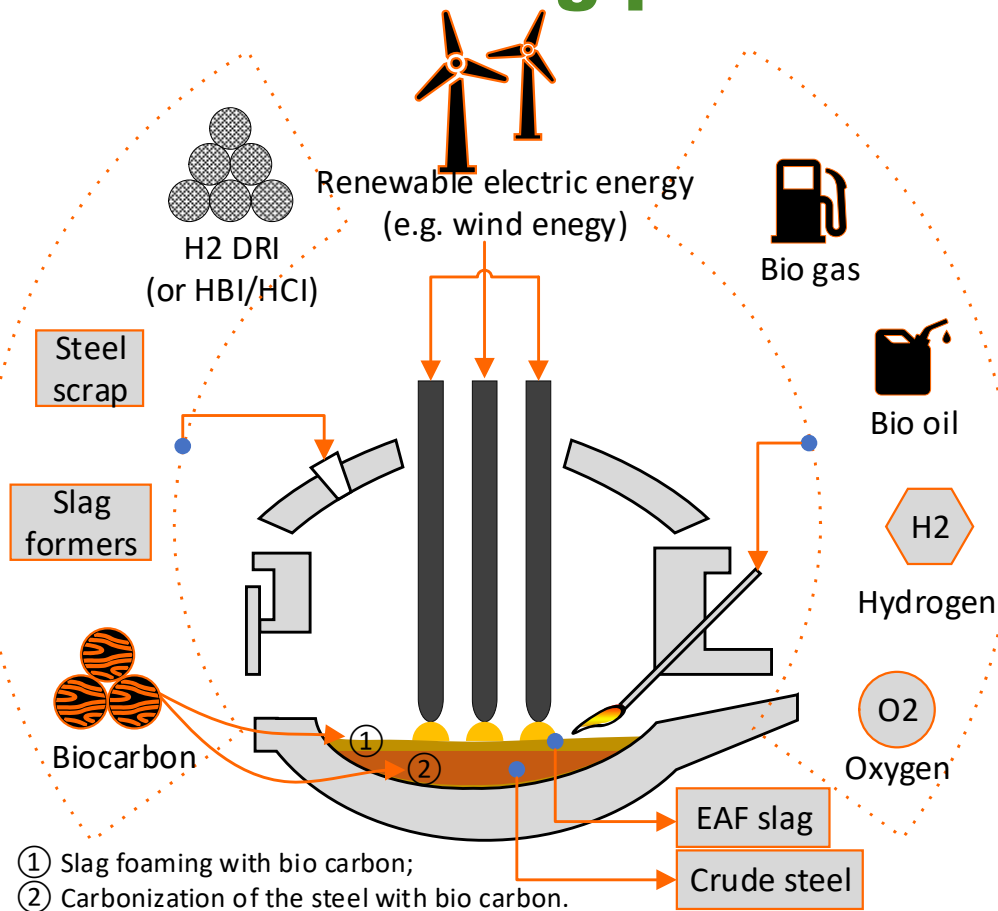 Renewable electric energy
(e.g. wind enegy)
H2 DRI
(or HBI/HCI)
Bio gas
Steel
scrap
Bio oil
Slag
formers
H2
Hydrogen
Biocarbon
O2
Oxygen
①
②
EAF slag
Crude steel
① Slag foaming with bio carbon;
② Carbonization of the steel with bio carbon.